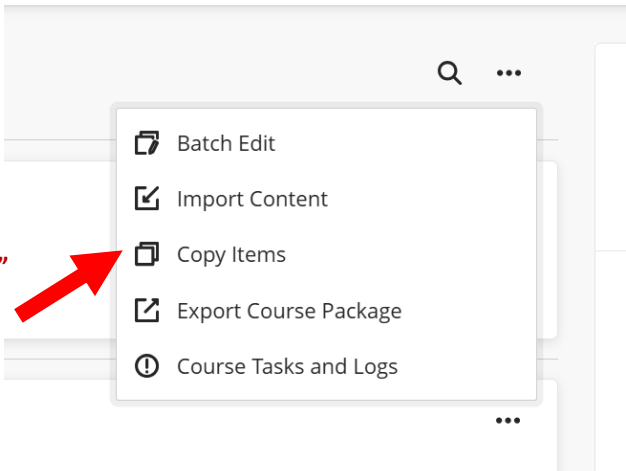 Batch Edit
Import Content
”
Copy Items
Export Course Package
Course Tasks and Logs